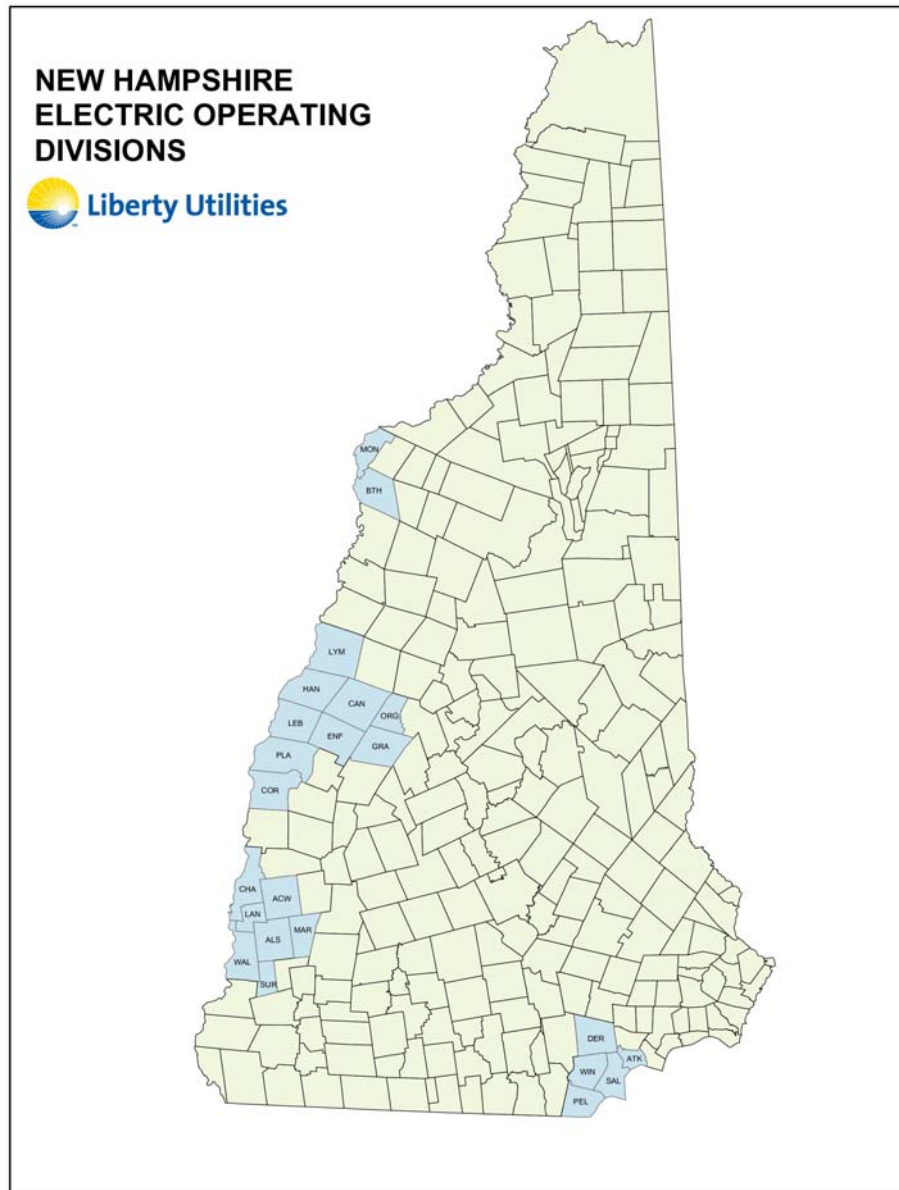 NEW HAMPSHIRE
ELECTRIC OPERATING
DIVISIONS
Liberty Utilities
MON
BTH
LYM
HAN
CAN
ORG
LEB
ENF
GRA
PLA
COR
CHA
ACW
LAN
MAR
ALS
WAL
SUR
DER
ATK
WIN
SAL
PEL